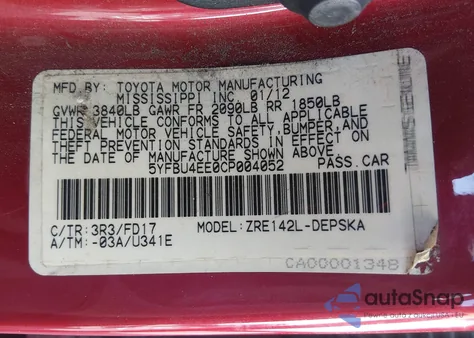 MFD. BY: TOYOTA MOTOR MANUFACTURING
MISSISSIPPI INC. 01/12
GVWR 3840LB GAWR FR 2090LB RR 1850LB
THIS VEHICLE CONFORMS TO ALL APPLICABLE
FEDERAL MOTOR VEHICLE SAFETY, BUMPER, AND
THEFT PREVENTION STANDARDS IN EFFECT ON
THE DATE OF MANUFACTURE SHOWN ABOVE
5YFBU4EE0CP004052 PASS. CAR
C/TR: 3R3/FD17 MODEL: ZRE142L-DEPSKA
A/TM: -03A/U341E
CA00001348
autoSnap